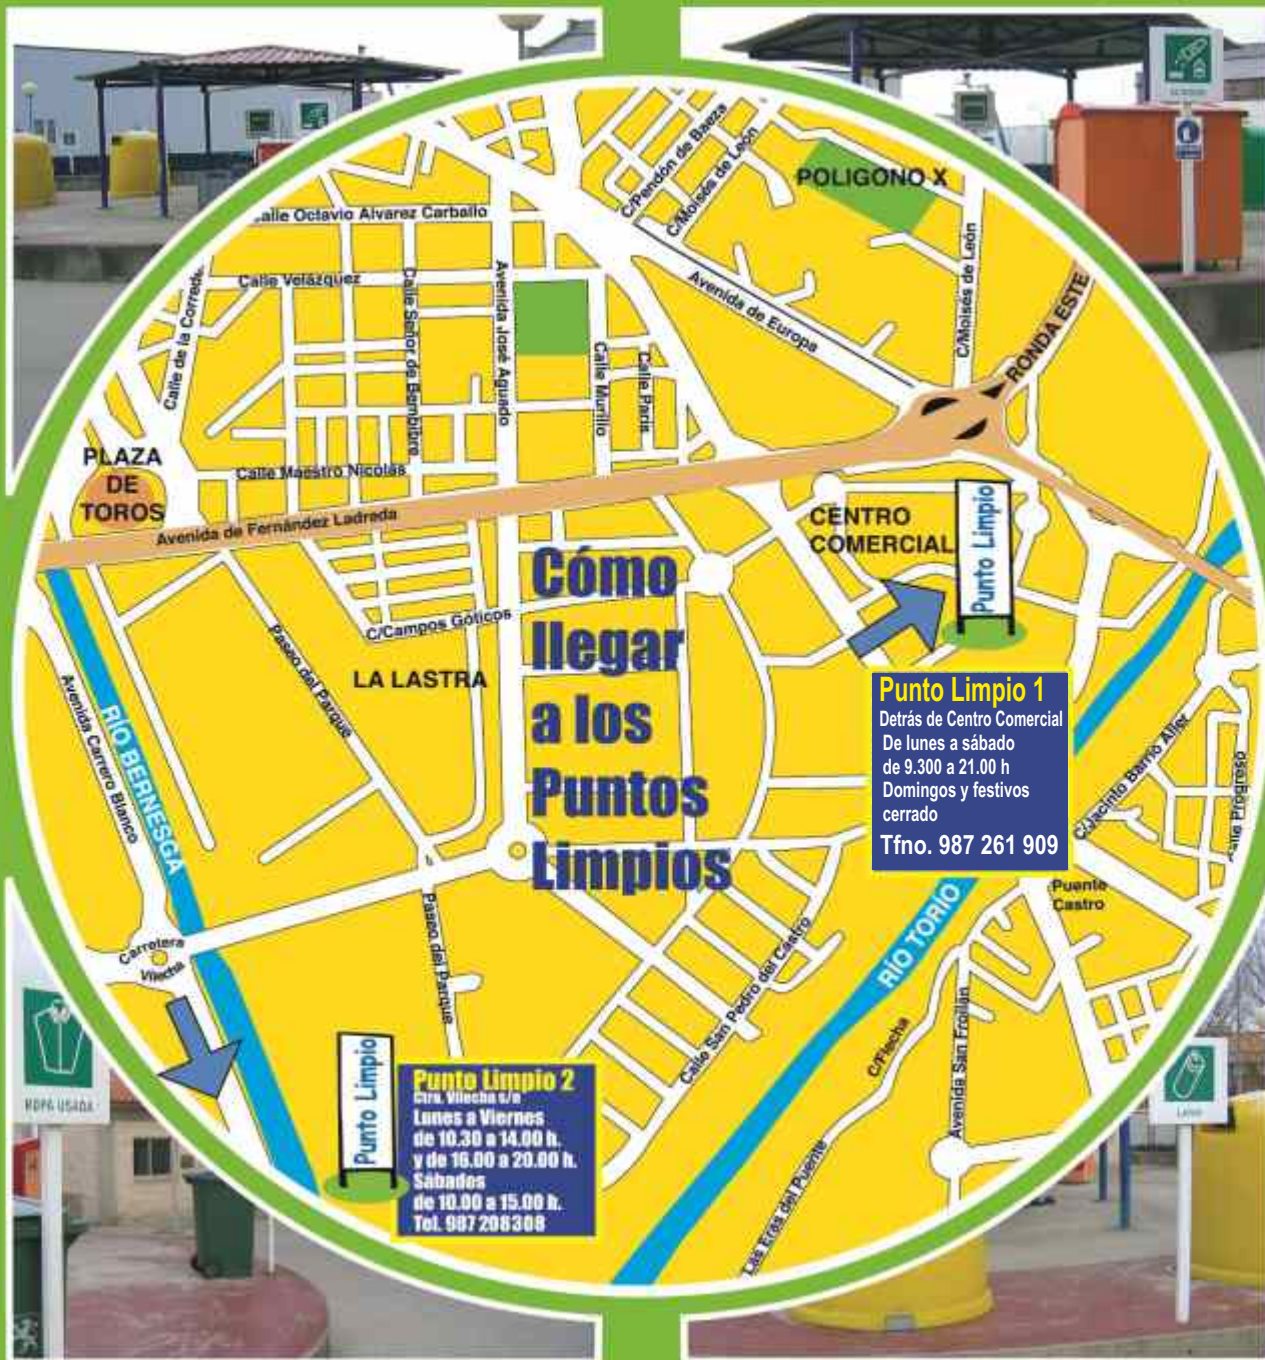 POLIGONO X
C/Pendón de Baeza
C/Moisés de León
Calle Octavio Alvarez Carballo
Calle Velázquez
Calle de la Correde
Calle Señor de Bembibre
Avenida José Aguado
Calle Murillo
Calle París
Avenida de Europa
C/Moisés de León
RONDA ESTE
PLAZA
DE
TOROS
Calle Maestro Nicolás
Avenida de Fernández Ladreda
CENTRO
COMERCIAL
Punto Limpio
Cómo
llegar
a los
Puntos
Limpios
C/Campos Góticos
LA LASTRA
Paseo del Parque
RÍO BERNESGA
Avenida Carrero Blanco
Punto Limpio 1
Detrás de Centro Comercial
De lunes a sábado
de 9.300 a 21.00 h
Domingos y festivos
cerrado
Tfno. 987 261 909
C/Jacinto Barrio Aller
alle Progreso
Puente
Castro
RÍO TORIO
Carretera
Vilecha
Paseo del Parque
Calle San Pedro del Castro
C/Flecha
Avenida San Froilán
Las Eras del Puente
Punto Limpio
Punto Limpio 2
Ctra. Vilecha s/n
Lunes a Viernes
de 10.30 a 14.00 h.
y de 16.00 a 20.00 h.
Sábados
de 10.00 a 15.00 h.
Tel. 987 208308
ROPA USADA